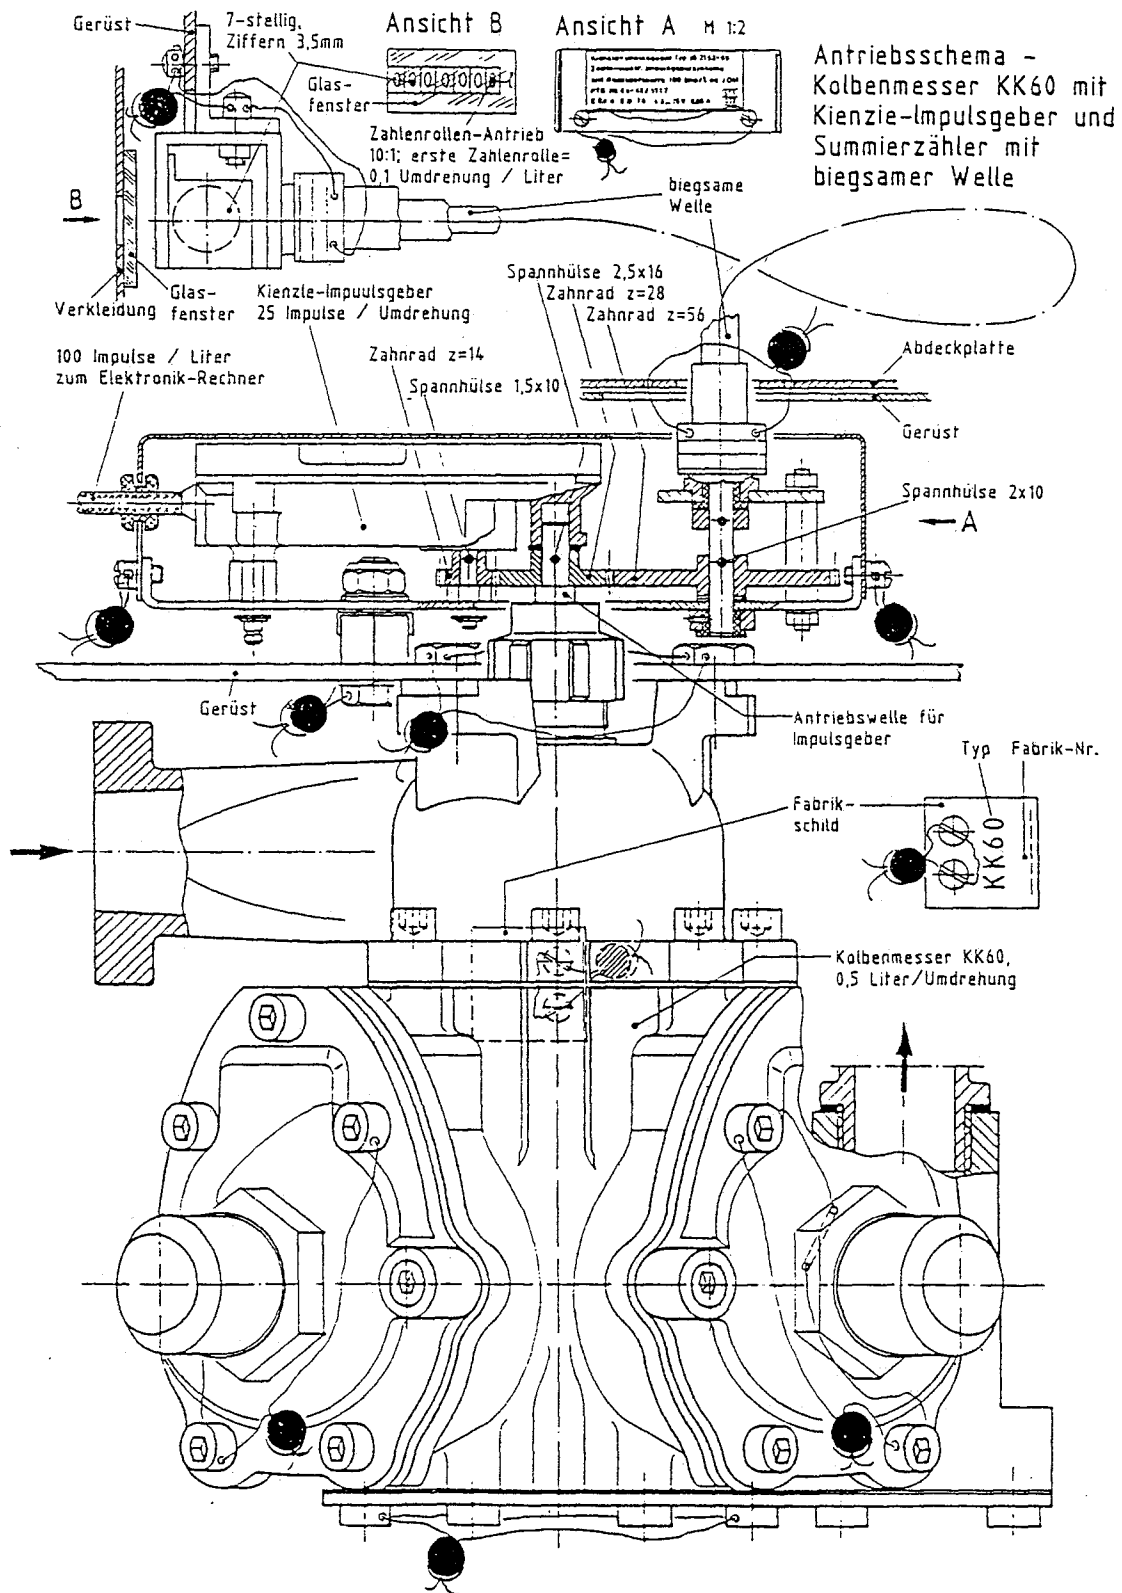 Gerüst
7-stellig,
Ziffern 3,5mm
Ansicht B
Glas-
fenster
Zahlenrollen-Antrieb
10:1; erste Zahlenrolle=
0,1 Umdrenung / Liter
Ansicht A M 1:2
Antriebsschema -
Kolbenmesser KK60 mit
Kienzle-Impulsgeber und
Summierzähler mit
biegsamer Welle
B
biegsame
Welle
Verkleidung
Glas-
fenster
Kienzle-Impuulsgeber
25 Impulse / Umdrehung
Spannhülse 2,5x16
Zahnrad z=28
Zahnrad z=56
100 Impulse / Liter
zum Elektronik-Rechner
Zahnrad z=14
Spannhülse 1,5x10
Abdeckplatte
Gerüst
Spannhülse 2x10
A
Gerüst
Antriebswelle für
Impulsgeber
Typ Fabrik-Nr.
Fabrik-
schild
KK60
Kolbenmesser KK60,
0,5 Liter/Umdrehung